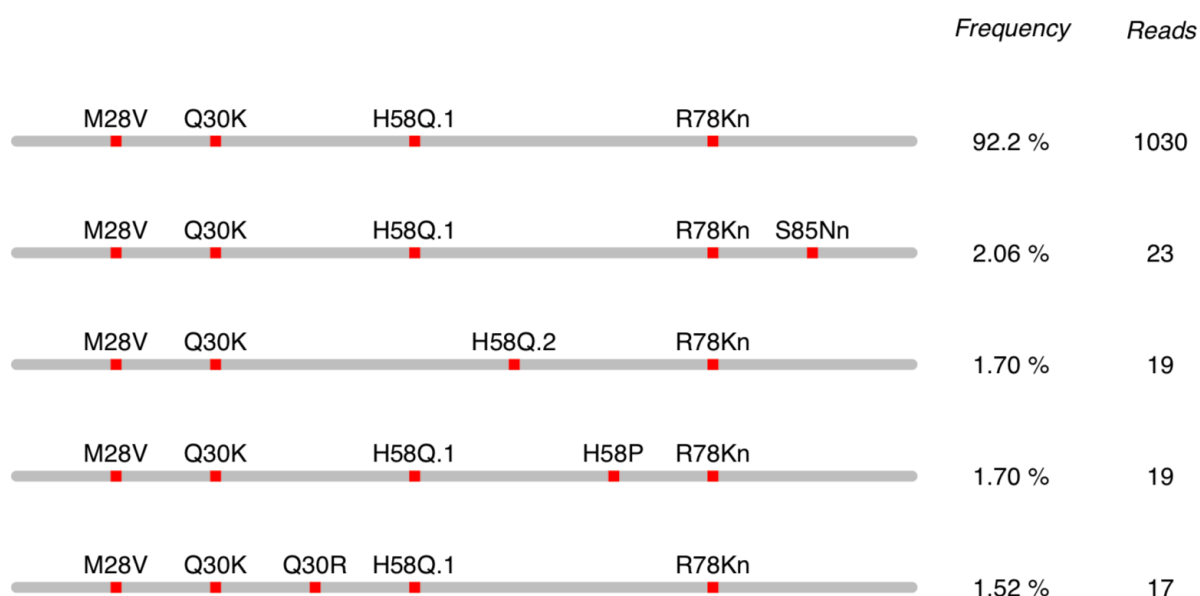 Frequency Reads
M28V Q30K H58Q.1 R78Kn
92.2 % 1030
M28V Q30K H58Q.1 R78Kn S85Nn
2.06 % 23
M28V Q30K H58Q.2 R78Kn
1.70 % 19
M28V Q30K H58Q.1 H58P R78Kn
1.70 % 19
M28V Q30K Q30R H58Q.1 R78Kn
1.52 % 17